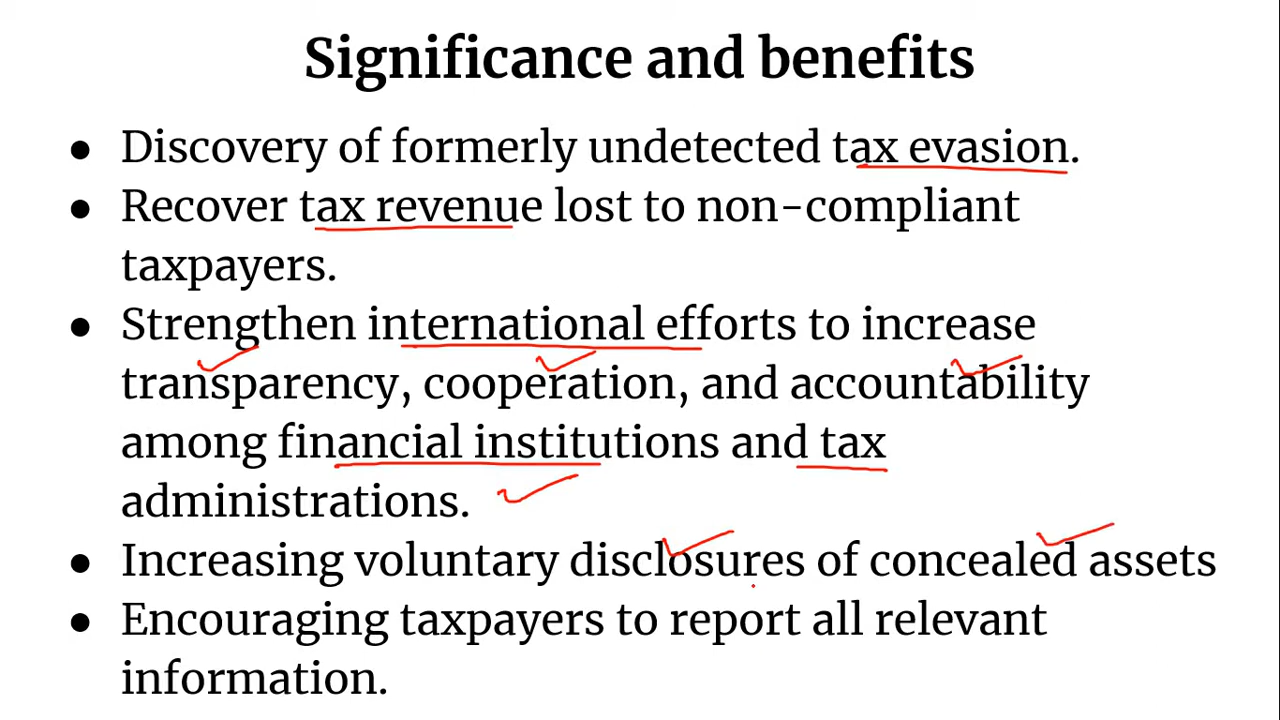 Significance and benefits
● Discovery of formerly undetected tax evasion.
● Recover tax revenue lost to non-compliant
taxpayers.
● Strengthen international efforts to increase
transparency, cooperation, and accountability
among financial institutions and tax
administrations.
● Increasing voluntary disclosures of concealed assets
● Encouraging taxpayers to report all relevant
information.